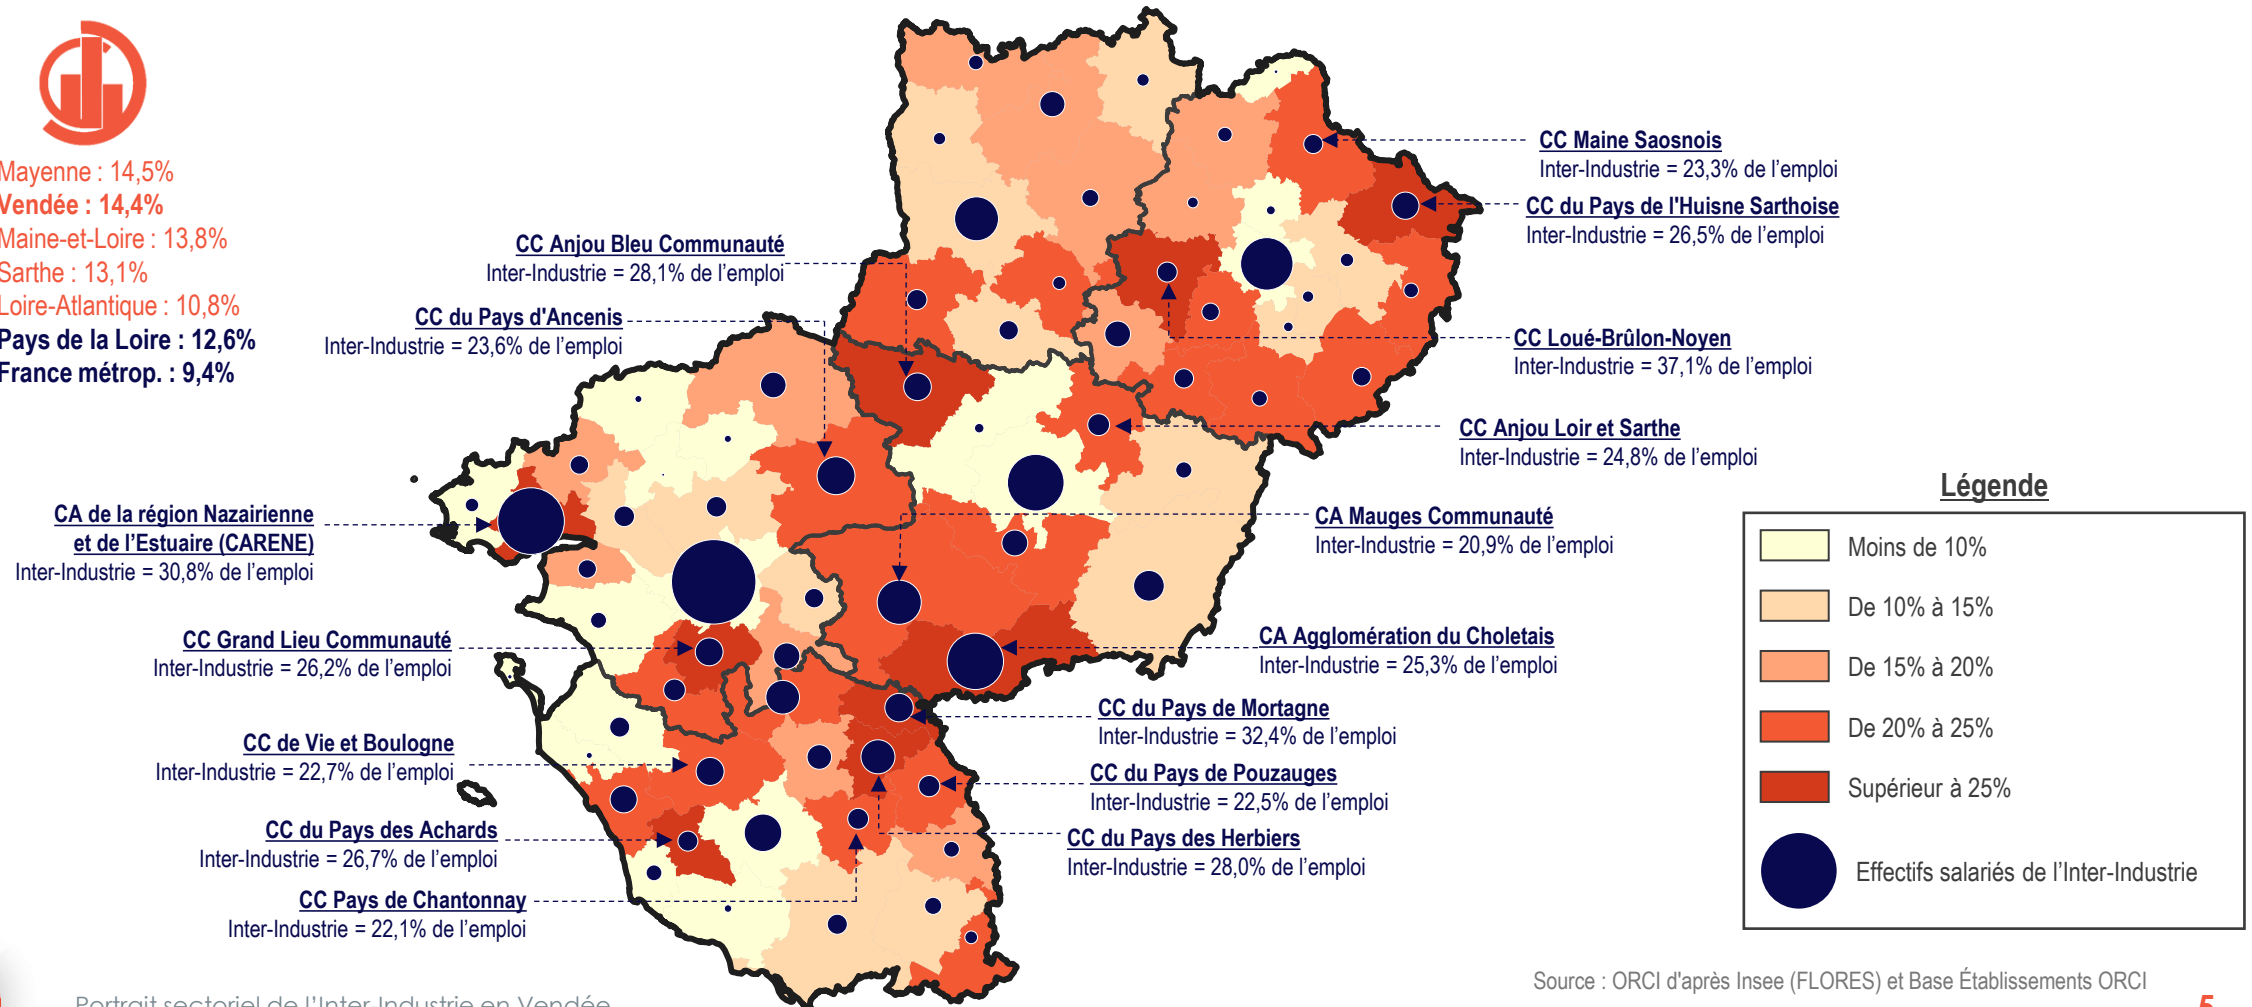 Mayenne : 14,5%
Vendée : 14,4%
Maine-et-Loire : 13,8%
Sarthe : 13,1%
Loire-Atlantique : 10,8%
Pays de la Loire : 12,6%
France métrop. : 9,4%
CC Anjou Bleu Communauté
Inter-Industrie = 28,1% de l'emploi
CC du Pays d'Ancenis
Inter-Industrie = 23,6% de l'emploi
CA de la région Nazairienne
et de l'Estuaire (CARENE)
Inter-Industrie = 30,8% de l'emploi
CC Grand Lieu Communauté
Inter-Industrie = 26,2% de l'emploi
CC de Vie et Boulogne
Inter-Industrie = 22,7% de l'emploi
CC du Pays des Achards
Inter-Industrie = 26,7% de l'emploi
CC Pays de Chantonnay
Inter-Industrie = 22,1% de l'emploi
CC Maine Saosnois
Inter-Industrie = 23,3% de l'emploi
CC du Pays de l'Huisne Sarthoise
Inter-Industrie = 26,5% de l'emploi
CC Loué-Brûlon-Noyen
Inter-Industrie = 37,1% de l'emploi
CC Anjou Loir et Sarthe
Inter-Industrie = 24,8% de l'emploi
CA Mauges Communauté
Inter-Industrie = 20,9% de l'emploi
CA Agglomération du Choletais
Inter-Industrie = 25,3% de l'emploi
CC du Pays de Mortagne
Inter-Industrie = 32,4% de l'emploi
CC du Pays de Pouzauges
Inter-Industrie = 22,5% de l'emploi
CC du Pays des Herbiers
Inter-Industrie = 28,0% de l'emploi
Légende
Moins de 10%
De 10% à 15%
De 15% à 20%
De 20% à 25%
Supérieur à 25%
Effectifs salariés de l'Inter-Industrie
Source : ORCI d'après Insee (FLORES) et Base Établissements ORCI
Portrait sectoriel de l'Inter-Industrie en Vendée
5